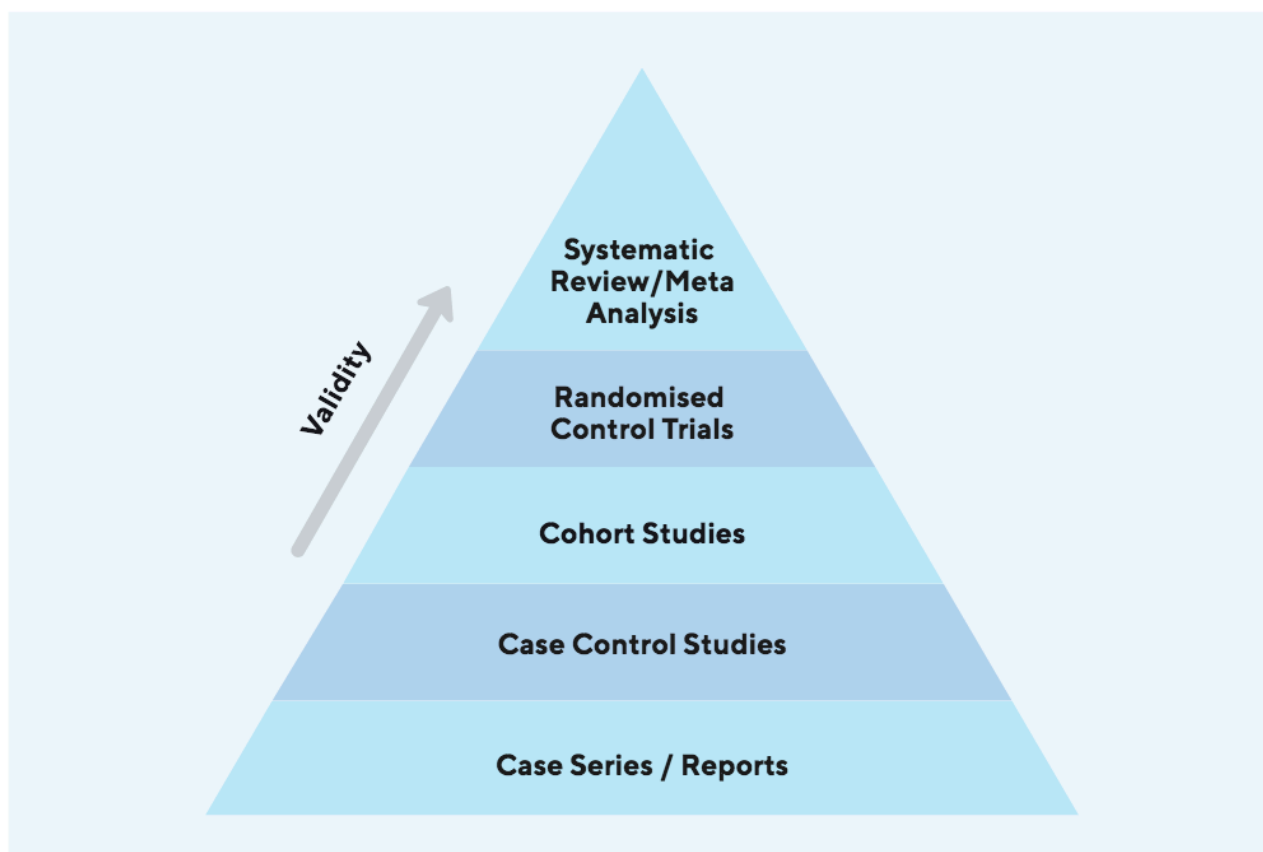 Systematic
Review/Meta
Analysis
Validity
Randomised
Control Trials
Cohort Studies
Case Control Studies
Case Series / Reports